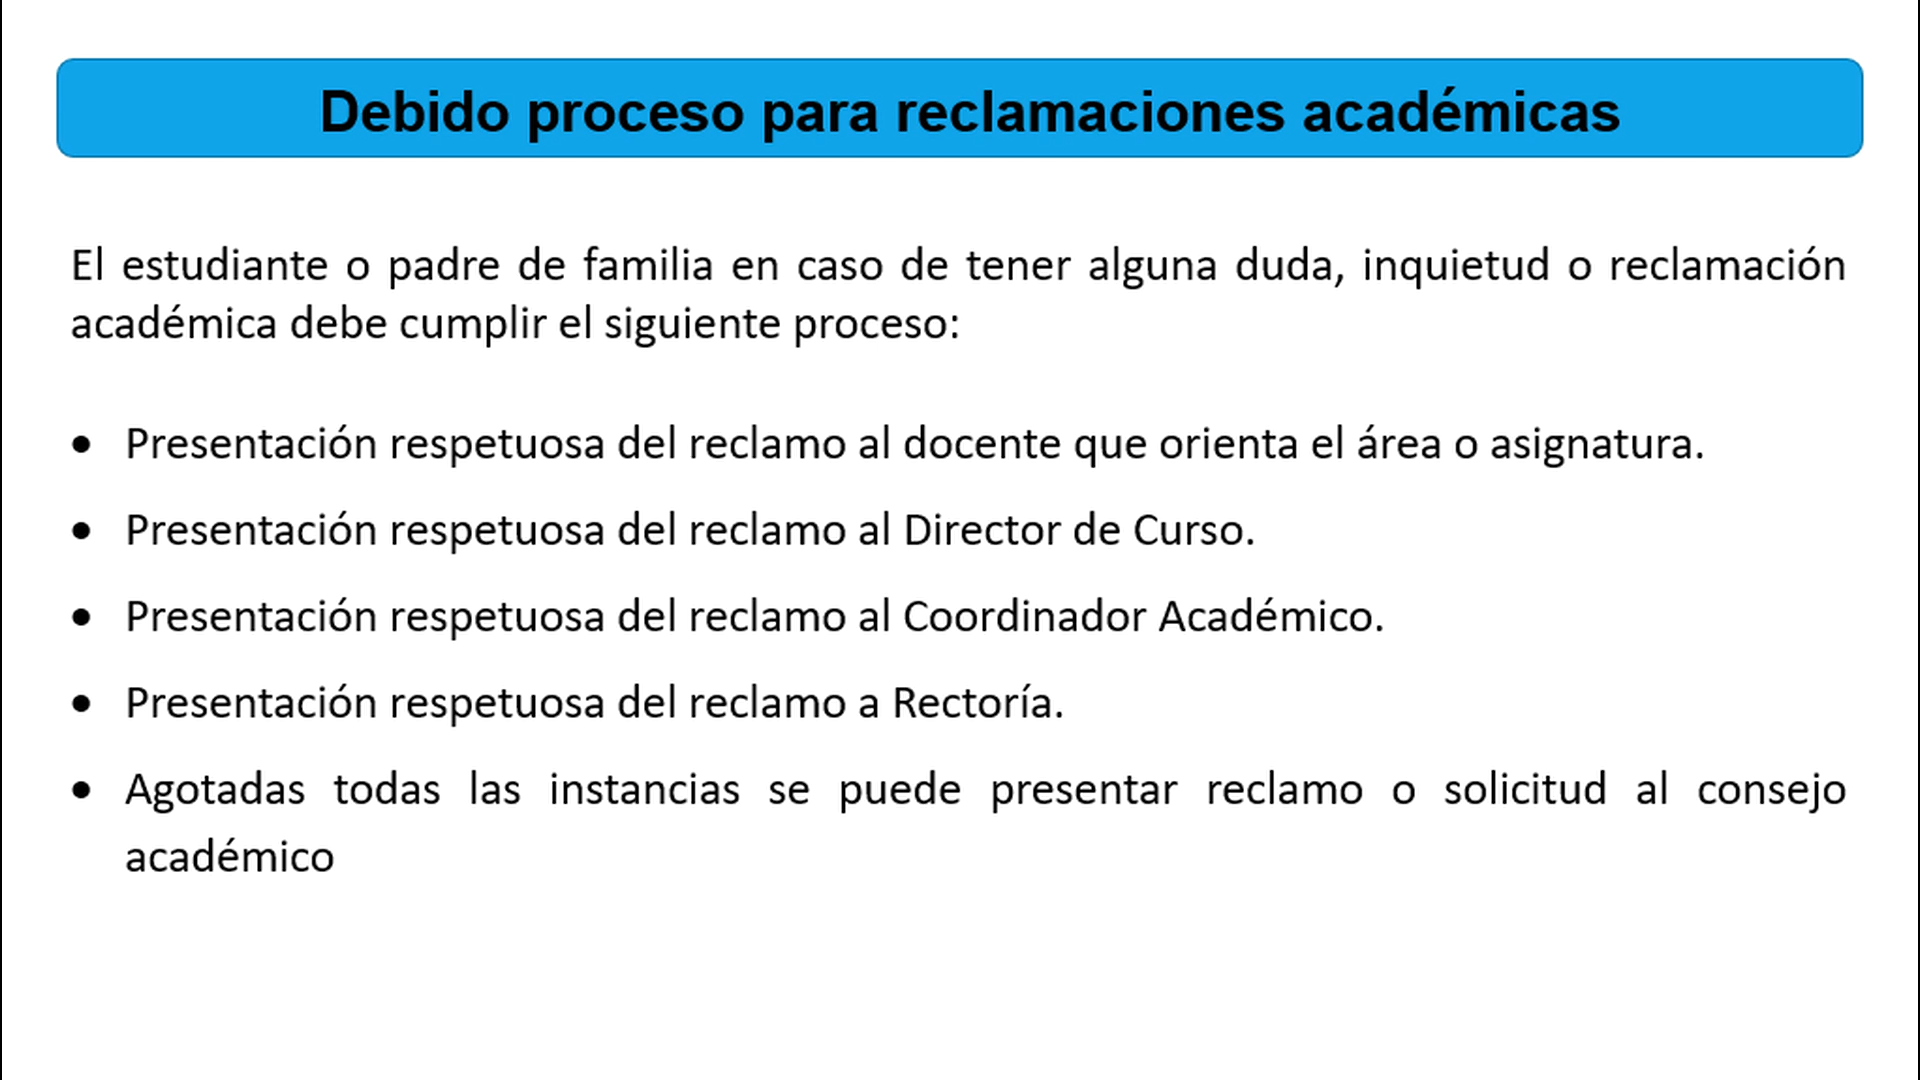 Debido proceso para reclamaciones académicas
El estudiante o padre de familia en caso de tener alguna duda, inquietud o reclamación
académica debe cumplir el siguiente proceso:
• Presentación respetuosa del reclamo al docente que orienta el área o asignatura.
• Presentación respetuosa del reclamo al Director de Curso.
• Presentación respetuosa del reclamo al Coordinador Académico.
• Presentación respetuosa del reclamo a Rectoría.
• Agotadas todas las instancias se puede presentar reclamo o solicitud al consejo
académico